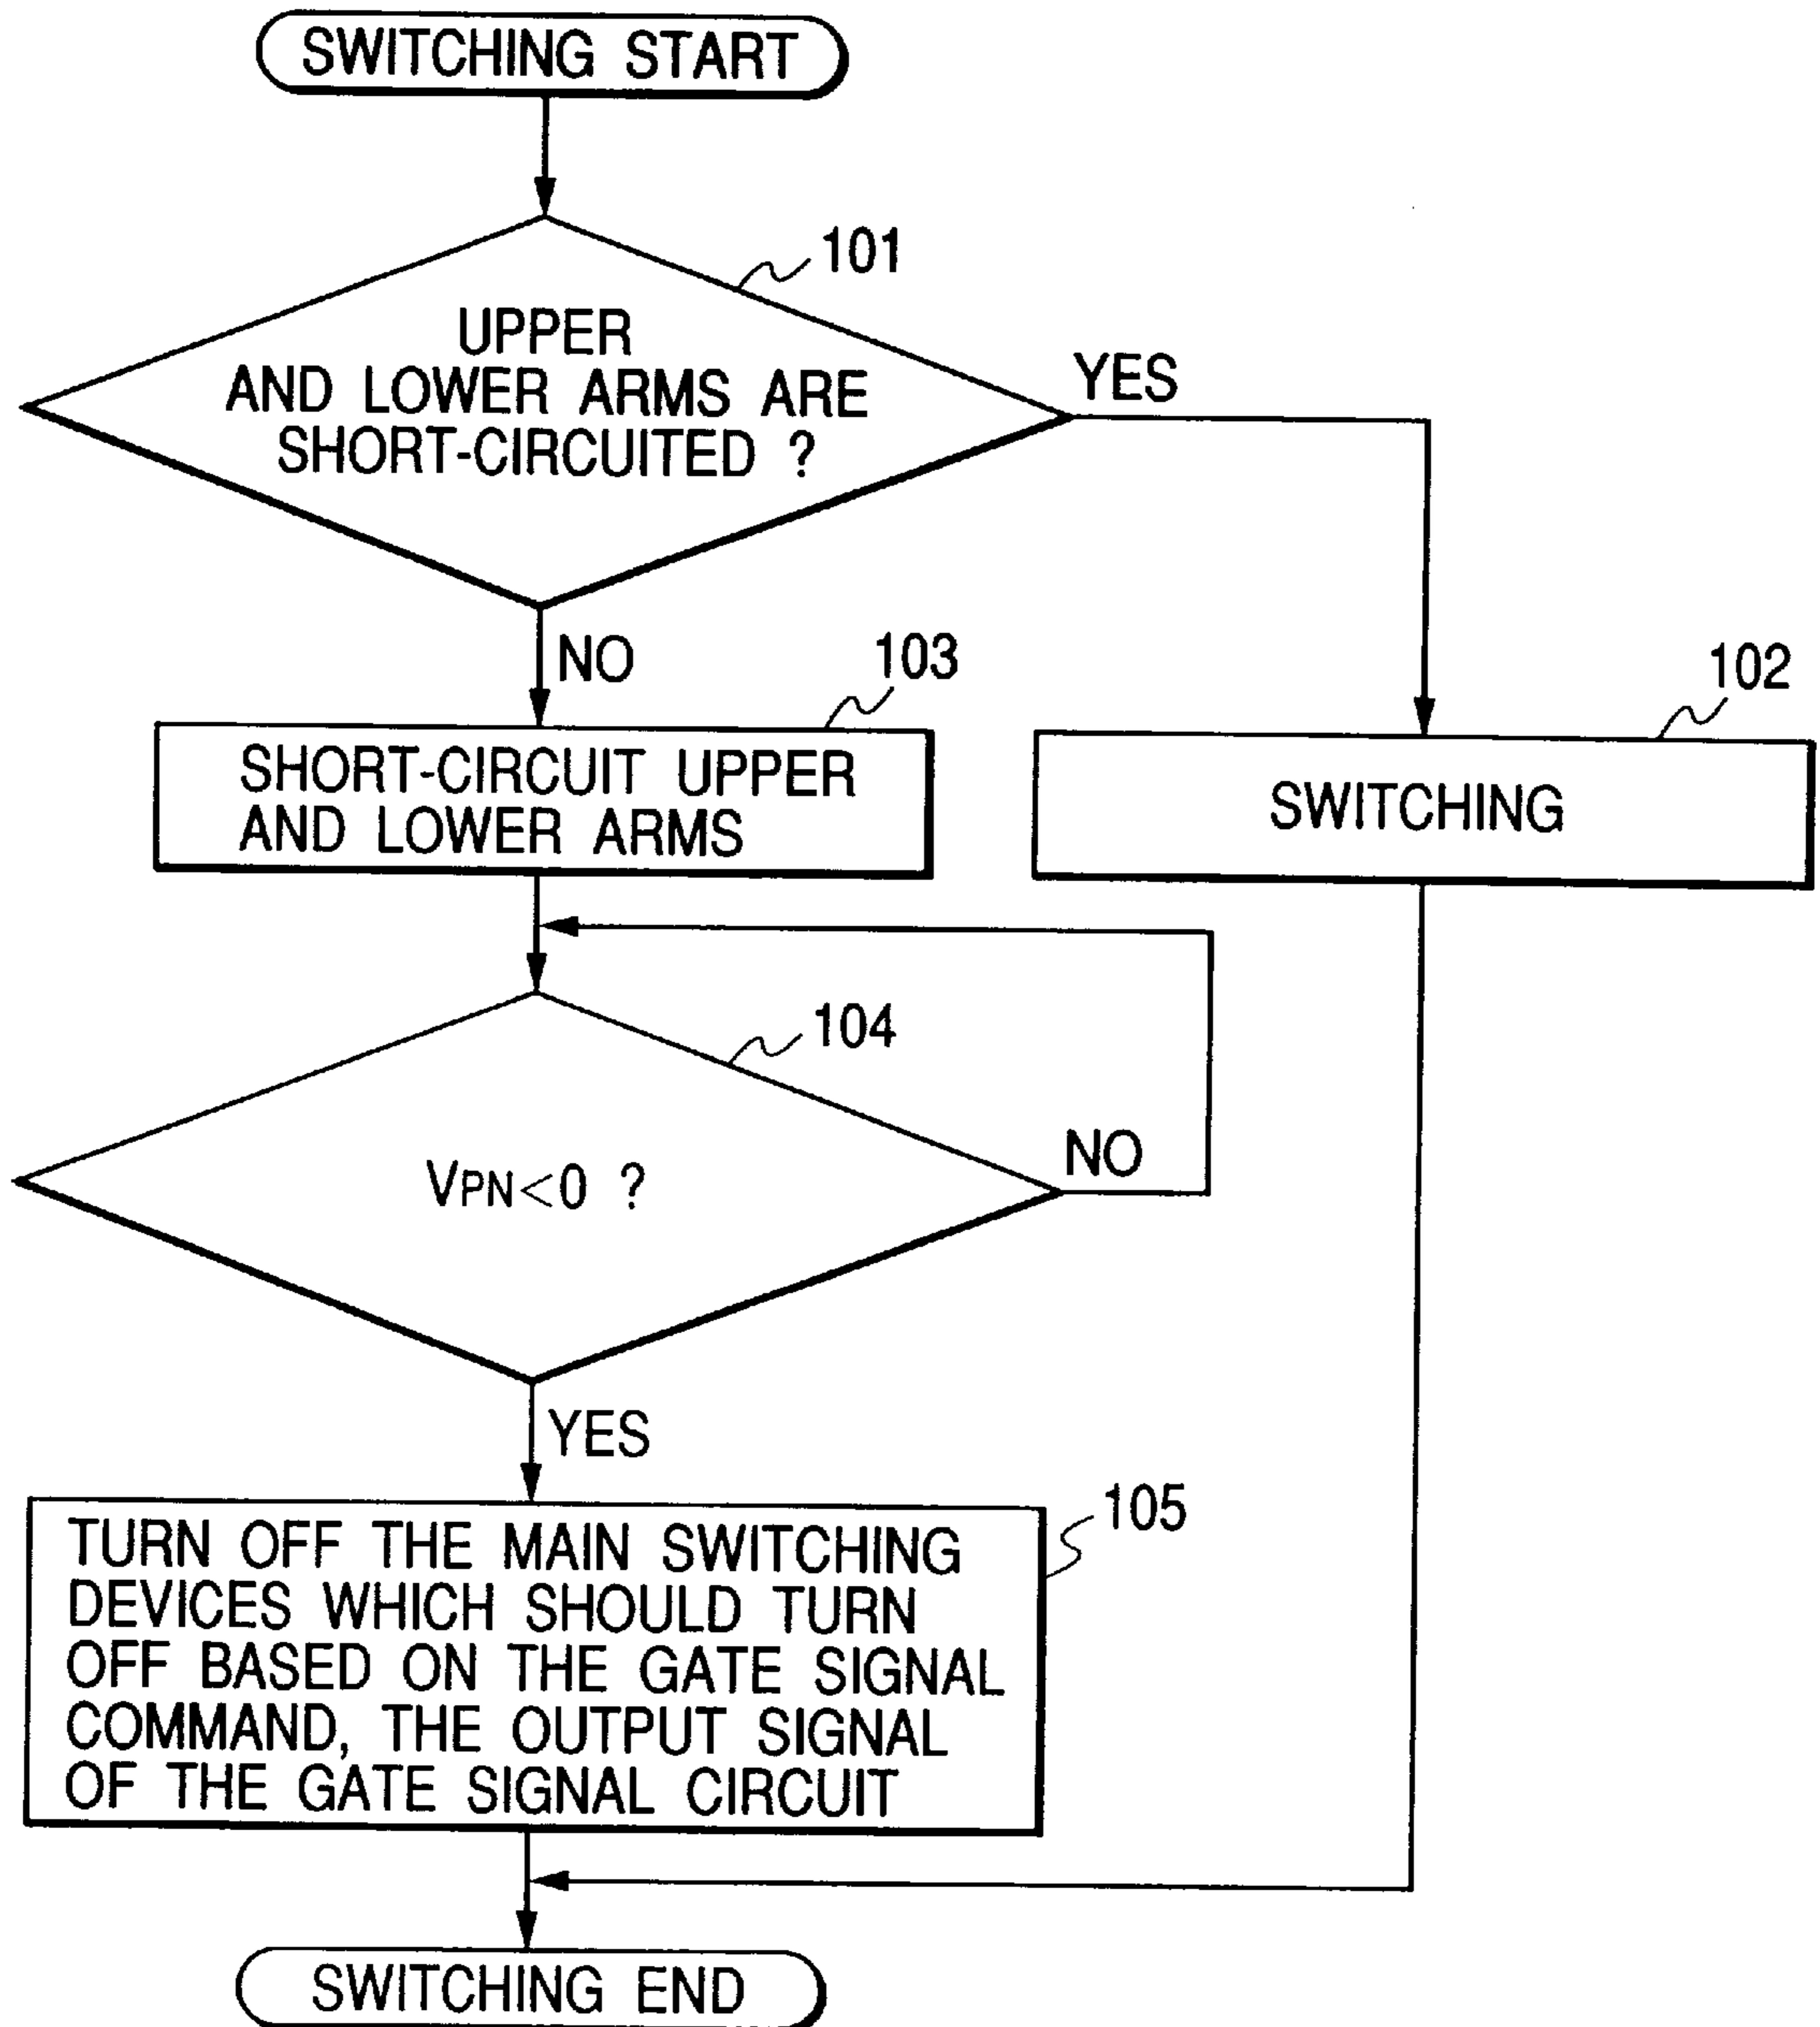 SWITCHING START
101
UPPER
AND LOWER ARMS ARE
SHORT-CIRCUITED ?
YES
NO
103
102
SHORT-CIRCUIT UPPER
AND LOWER ARMS
SWITCHING
104
VPN<0 ?
NO
YES
105
TURN OFF THE MAIN SWITCHING
DEVICES WHICH SHOULD TURN
OFF BASED ON THE GATE SIGNAL
COMMAND, THE OUTPUT SIGNAL
OF THE GATE SIGNAL CIRCUIT
SWITCHING END